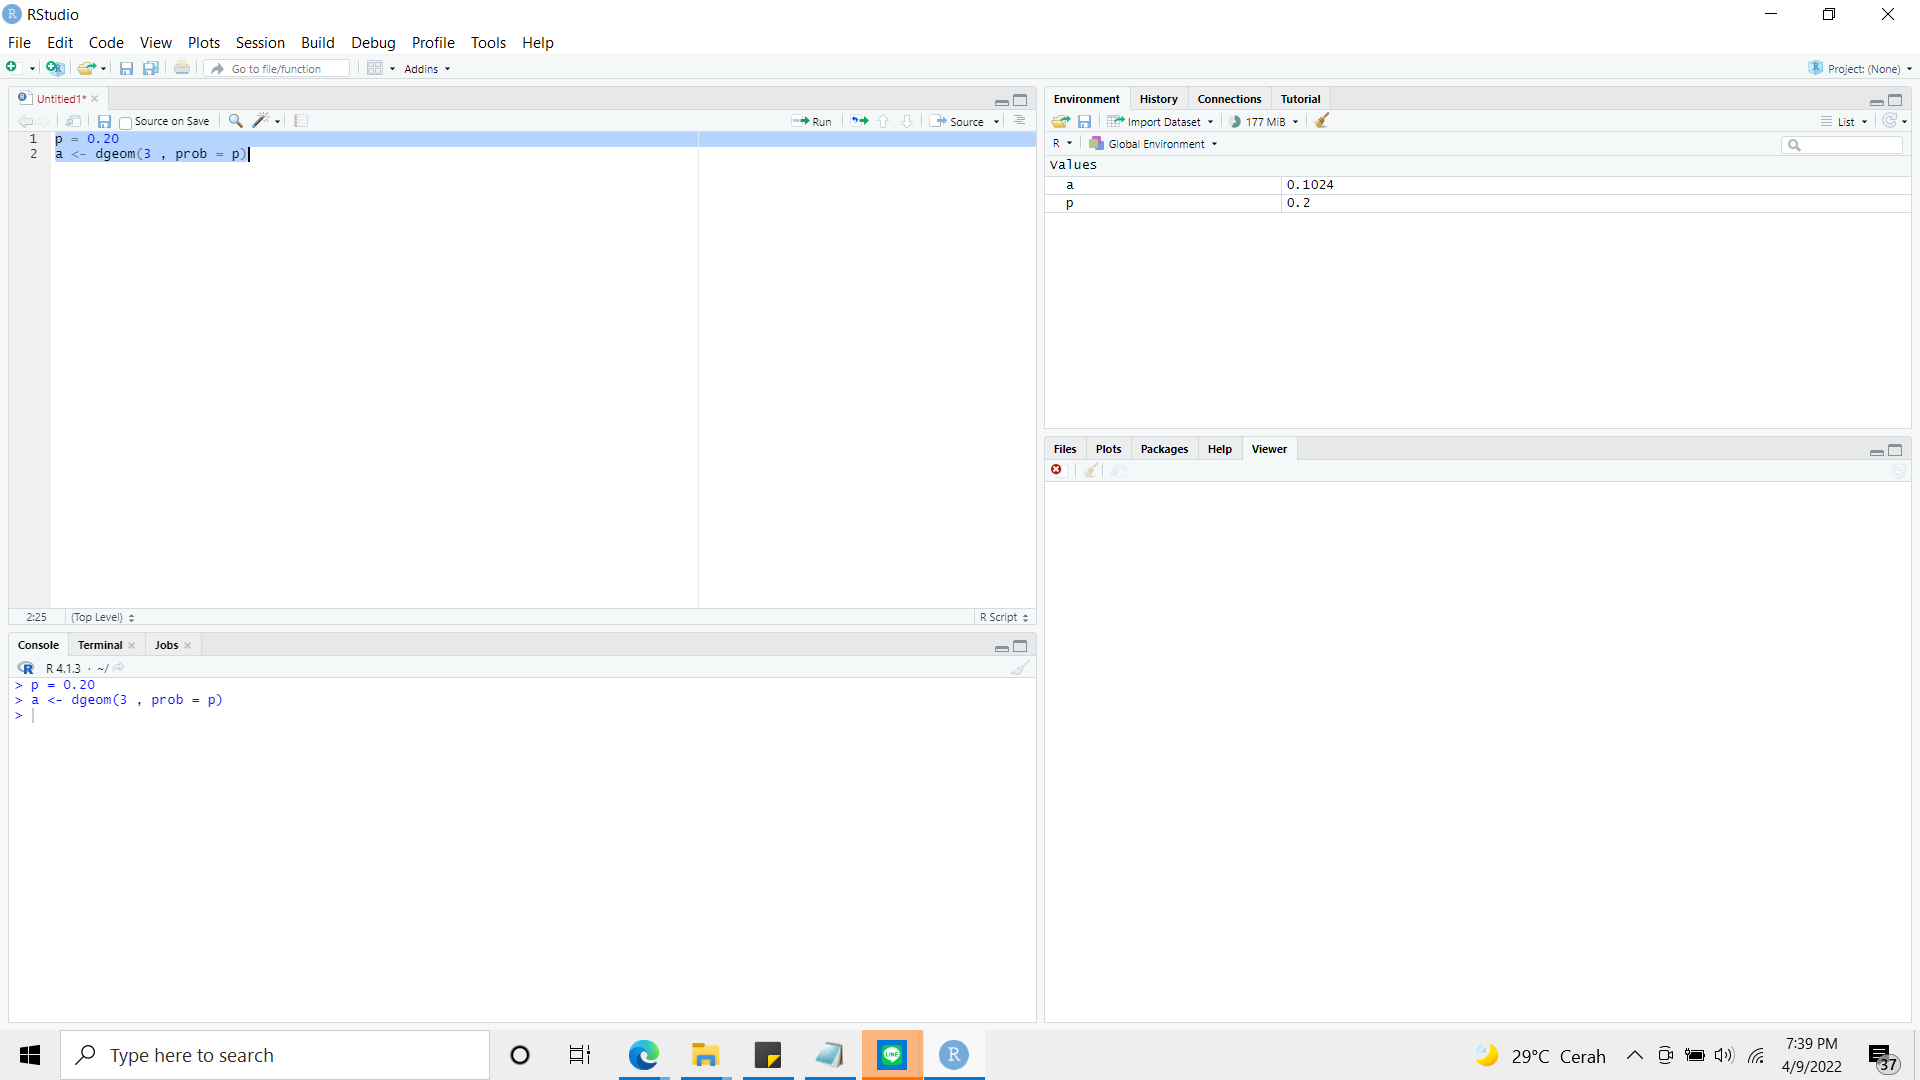 RStudio
File Edit Code View Plots Session Build Debug Profile Tools Help
Go to file/function Addins Project: (None)
Untitled1*
Source on Save Run Source
1 p = 0.20
2 a <- dgeom(3 , prob = p)
2:25 (Top Level) R Script
Console Terminal Jobs
R 4.1.3 · ~/
> p = 0.20
> a <- dgeom(3 , prob = p)
>
Environment History Connections Tutorial
Import Dataset 177 MiB List
R Global Environment
Values
a 0.1024
p 0.2
Files Plots Packages Help Viewer
Type here to search
LINE
R
29°C Cerah
7:39 PM
4/9/2022
37